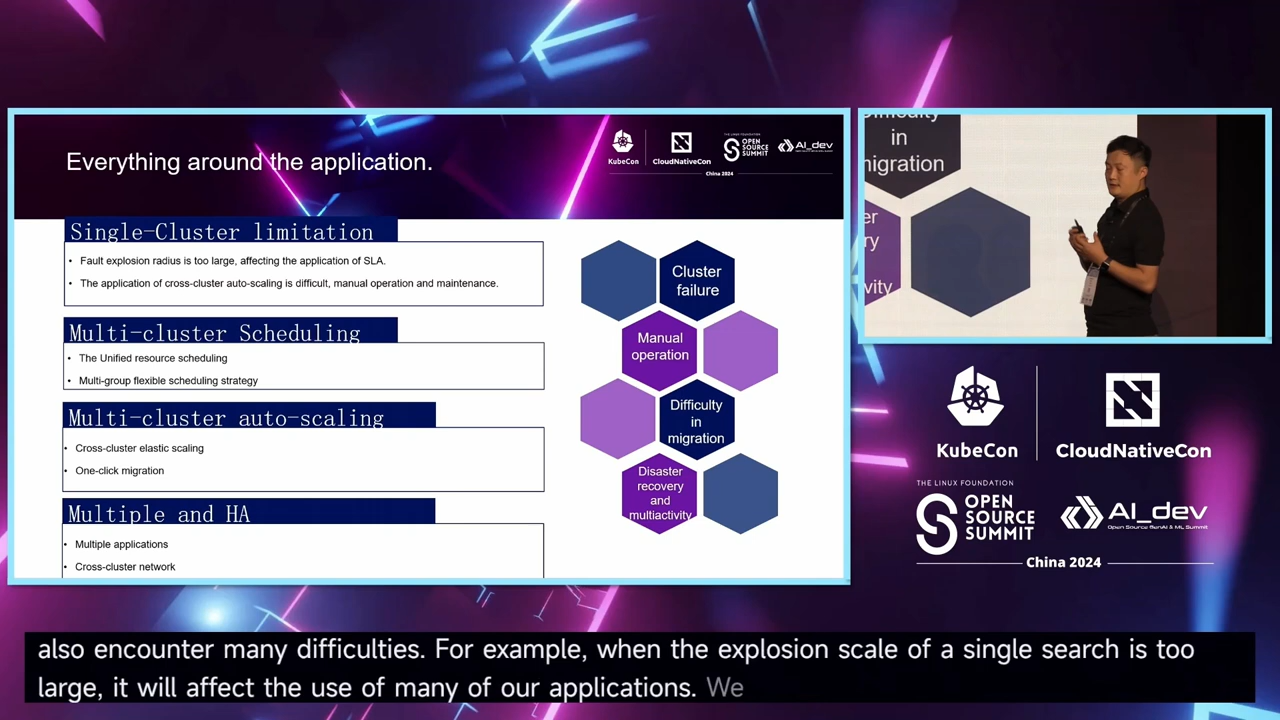 Everything around the application.
KubeCon
CloudNativeCon
THE LINUX FOUNDATION
OPEN
SOURCE
SUMMIT
AI_dev
China 2024
Single-Cluster limitation
• Fault explosion radius is too large, affecting the application of SLA.
• The application of cross-cluster auto-scaling is difficult, manual operation and maintenance.
Multi-cluster Scheduling
• The Unified resource scheduling
• Multi-group flexible scheduling strategy
Multi-cluster auto-scaling
• Cross-cluster elastic scaling
• One-click migration
Multiple and HA
• Multiple applications
• Cross-cluster network
Cluster
failure
Manual
operation
Difficulty
in
migration
Disaster
recovery
and
multiactivity
in
KubeCon
CloudNativeCon
THE LINUX FOUNDATION
OPEN
SOURCE
SUMMIT
AI_dev
Open Source GenAI & ML Summit
China 2024
also encounter many difficulties. For example, when the explosion scale of a single search is too
large, it will affect the use of many of our applications. We